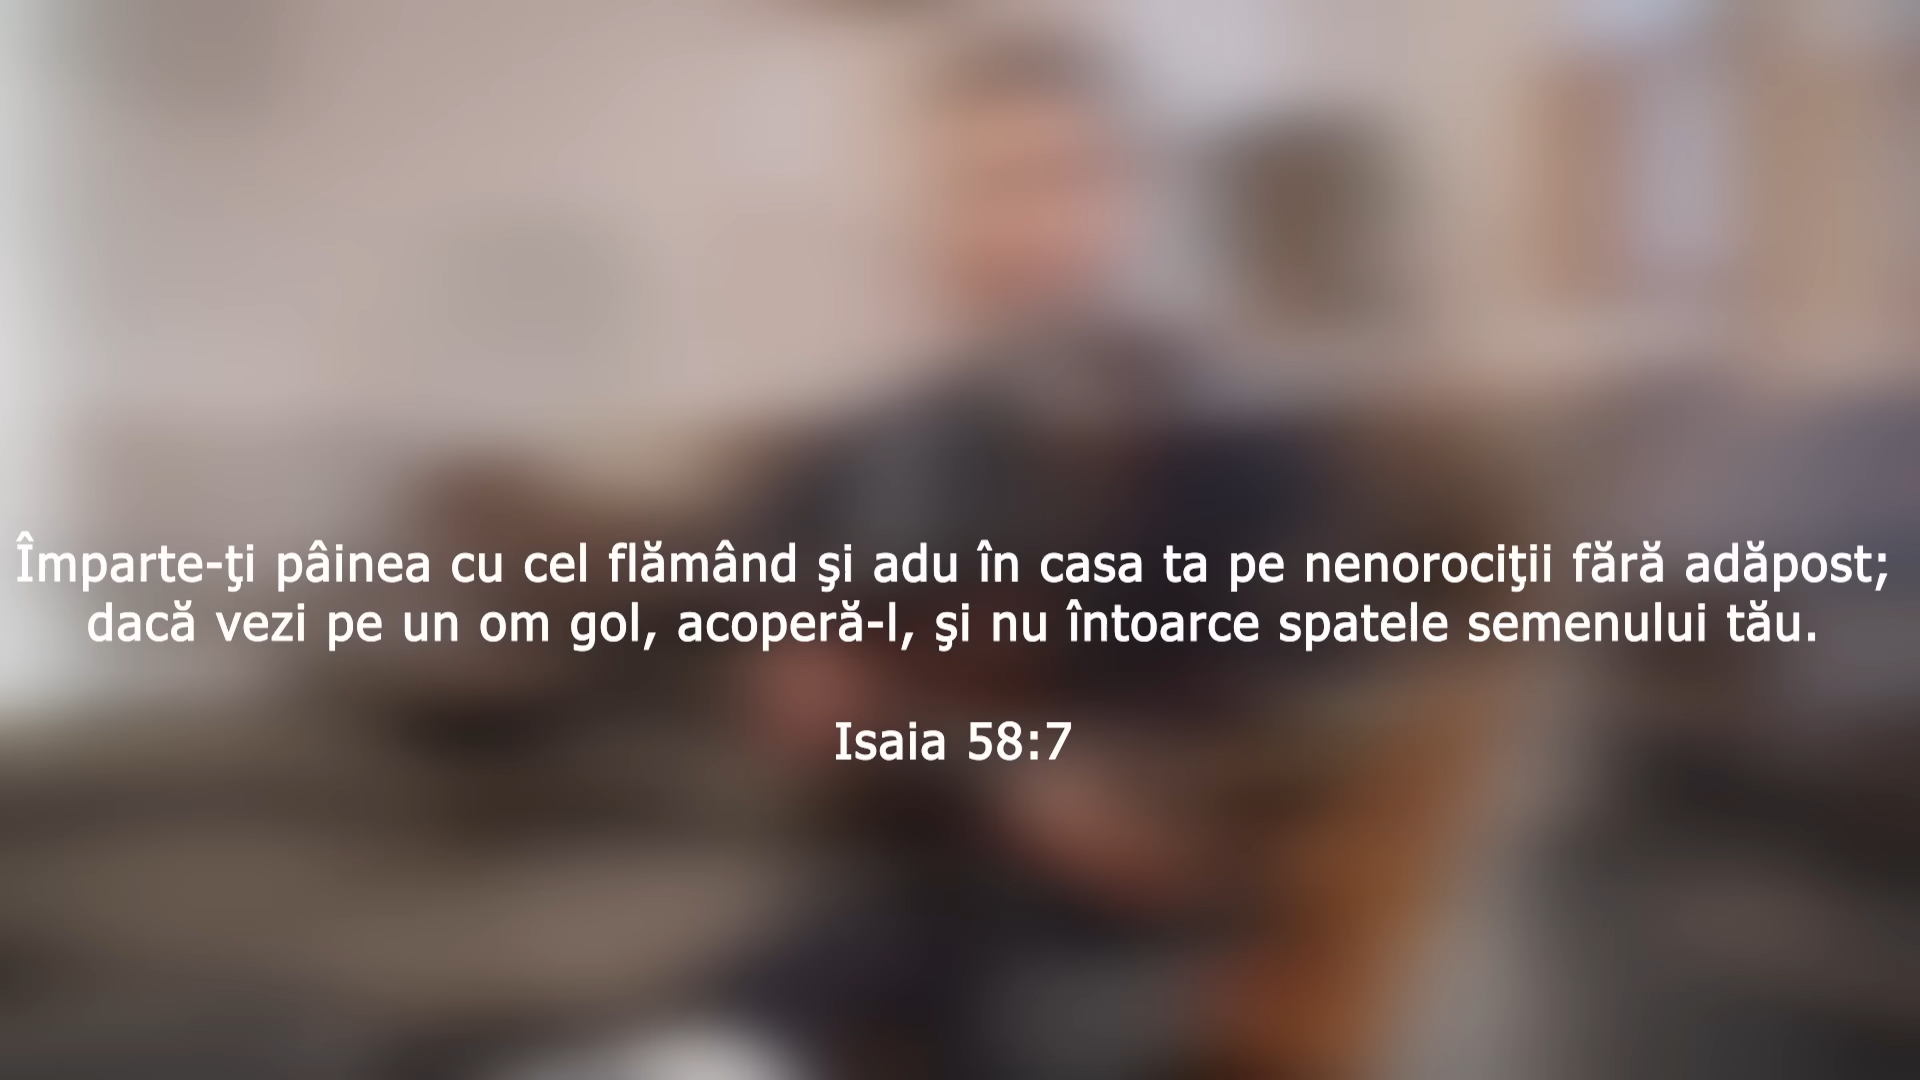 Împarte-ţi pâinea cu cel flămând şi adu în casa ta pe nenorociţii fără adăpost;
dacă vezi pe un om gol, acoperă-l, şi nu întoarce spatele semenului tău.
Isaia 58:7